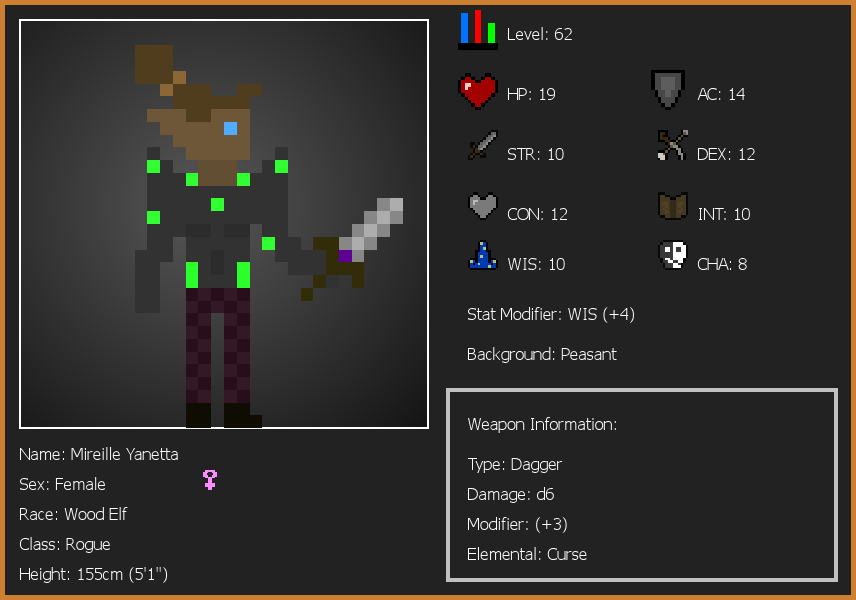 Level: 62
HP: 19
AC: 14
STR: 10
DEX: 12
CON: 12
INT: 10
WIS: 10
CHA: 8
Stat Modifier: WIS (+4)
Background: Peasant
Weapon Information:
Type: Dagger
Damage: d6
Modifier: (+3)
Elemental: Curse
Name: Mireille Yanetta
Sex: Female
Race: Wood Elf
Class: Rogue
Height: 155cm (5'1")